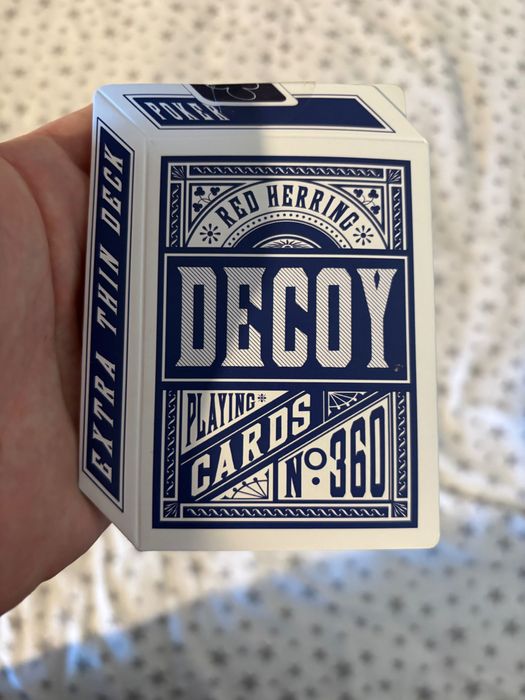 POKER
EXTRA THIN DECK
RED HERRING
DECOY
PLAYING
CARDS
Nº 360